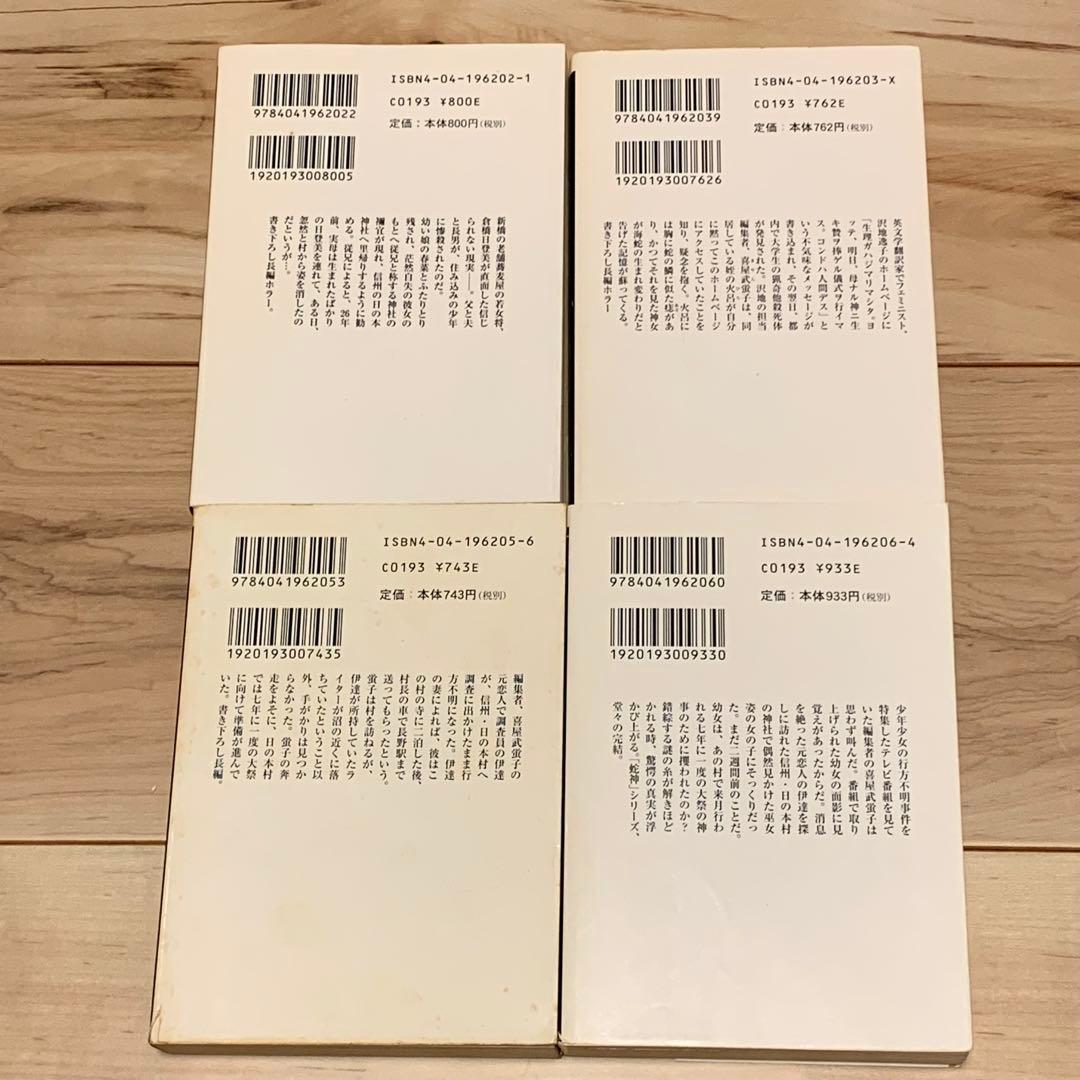 ISBN4-04-196202-1
C0193 ¥800E
定価：本体800円(税別)
9784041962022
1920193008005
新橋の老舗蕎麦屋の若女将、
倉橋日登美が直面した信じ
られない現実――。父と夫
と長男が、住み込みの少年
に惨殺されたのだ。
幼い娘の春菜とふたりとり
残され、茫然自失の彼女の
もとへ従兄と称する神社の
禰宜が現れ、信州の日の本
神社へ里帰りするように勧
める。従兄によると、26年
前、実母は生まれたばかり
の日登美を連れて、ある日、
忽然と村から姿を消したの
だというが…。
書き下ろし長編ホラー。
ISBN4-04-196203-X
C0193 ¥762E
定価：本体762円(税別)
9784041962039
1920193007626
英文学翻訳家でフェミニスト、
沢地逸子のホームページに
「生理ガハジマリマシタ。ヨ
ッテ、明日、母ナル神ニ生
キ贄ヲ捧ゲル儀式ヲ行イマ
ス。コンドハ人間デス」と
いう不気味なメッセージが
書き込まれ、その翌日、都
内で大学生の猟奇他殺死体
が発見された。沢地の担当
編集者、喜屋武蛍子は、同
居している姪の火呂が自分
に黙ってこのホームページ
にアクセスしていたことを
知り、疑念を抱く。火呂に
は胸に蛇の鱗に似た痣があ
り、かつてそれを見た神女
が海蛇の生まれ変わりだと
告げた記憶が蘇ってくる。
書き下ろし長編ホラー
ISBN4-04-196205-6
C0193 ¥743E
定価：本体743円(税別)
9784041962053
1920193007435
編集者、喜屋武蛍子の
元恋人で調査員の伊達
が、信州・日の本村へ
調査に出かけたまま行
方不明になった。伊達
の妻によれば、彼はこ
の村の寺に二泊した後、
村長の車で長野駅まで
送ってもらったという。
蛍子は村を訪ねるが、
伊達が所持していたラ
イターが沼の近くに落
ちていたということ以
外、手がかりは見つか
らなかった。蛍子の奔
走をよそに、日の本村
では七年に一度の大祭
に向けて準備が進んで
いた。書き下ろし長編。
ISBN4-04-196206-4
C0193 ¥933E
定価：本体933円(税別)
9784041962060
1920193009330
少年少女の行方不明事件を
特集したテレビ番組を見て
いた編集者の喜屋武蛍子は
思わず叫んだ。番組で取り
上げられた幼女の面影に見
覚えがあったからだ。消息
を絶った元恋人の伊達を探
しに訪れた信州・日の本村
の神社で偶然見かけた巫女
姿の女の子にそっくりだっ
た。まだ二週間前のことだ。
幼女は、あの村で来月行わ
れる七年に一度の大祭の神
事のために攫われたのか？
錯綜する謎の糸が解きほど
かれる時、驚愕の真実が浮
かび上がる。「蛇神」シリーズ、
堂々の完結。